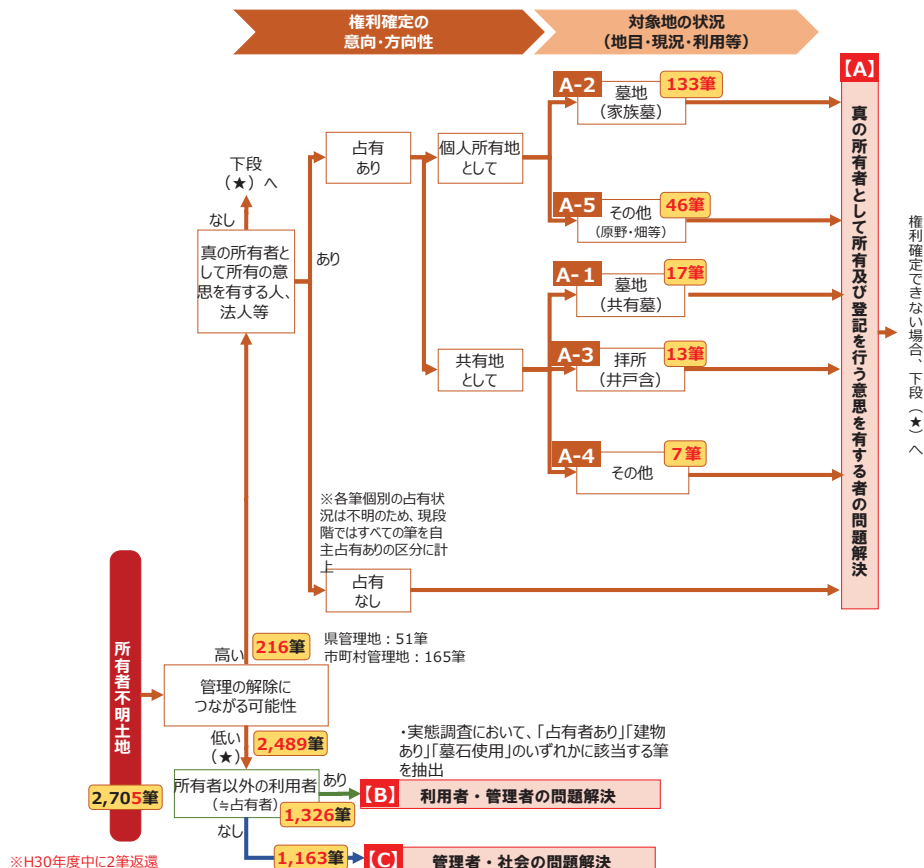 権利確定の
意向・方向性
対象地の状況
（地目・現況・利用等）
【A】
A-2
133筆
墓地
（家族墓）
占有
あり
個人所有地
として
下段
（★）へ
なし
A-5
46筆
その他
（原野・畑等）
真の所有者と
して所有の意
思を有する人、
法人等
あり
A-1
17筆
墓地
（共有墓）
共有地
として
A-3
13筆
拝所
（井戸含）
A-4
7筆
その他
真の所有者として所有及び登記を行う意思を有する者の問題解決
権利確定できない場合、下段（★）へ
※各筆個別の占有状
況は不明のため、現段
階ではすべての筆を自
主占有ありの区分に計
上
占有
なし
所有者不明土地
高い
216筆
県管理地：51筆
市町村管理地：165筆
管理の解除に
つながる可能性
低い
（★）
2,489筆
・実態調査において、「占有者あり」「建物
あり」「墓石使用」のいずれかに該当する筆
を抽出
2,705筆
所有者以外の利用者
（≒占有者）
1,326筆
あり
【B】
利用者・管理者の問題解決
なし
1,163筆
【C】
管理者・社会の問題解決
※H30年度中に2筆返還